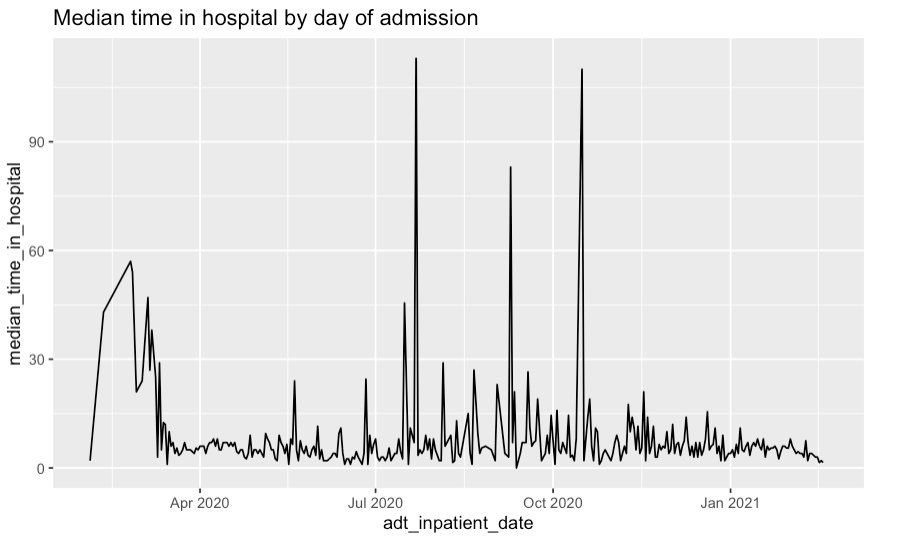 Median time in hospital by day of admission
median_time_in_hospital
90
60
30
0
Apr 2020
Jul 2020
Oct 2020
Jan 2021
adt_inpatient_date